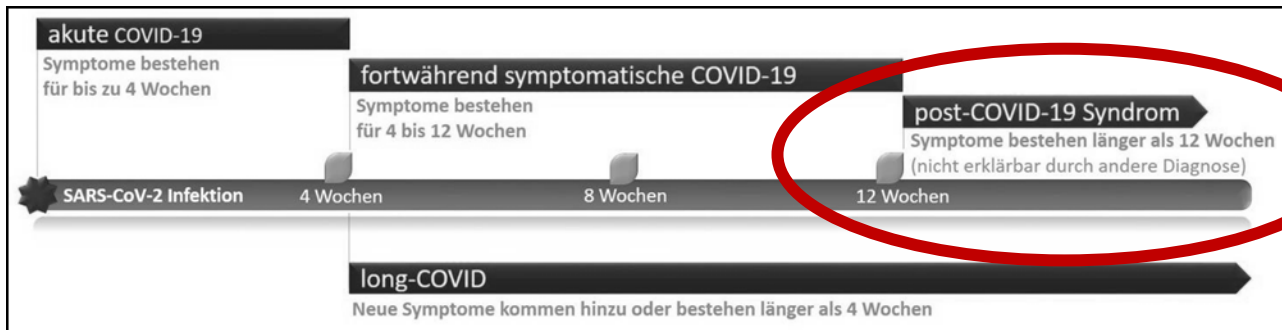 akute COVID-19
Symptome bestehen
für bis zu 4 Wochen
fortwährend symptomatische COVID-19
Symptome bestehen
für 4 bis 12 Wochen
post-COVID-19 Syndrom
Symptome bestehen länger als 12 Wochen
(nicht erklärbar durch andere Diagnose)
SARS-CoV-2 Infektion
4 Wochen
8 Wochen
12 Wochen
long-COVID
Neue Symptome kommen hinzu oder bestehen länger als 4 Wochen